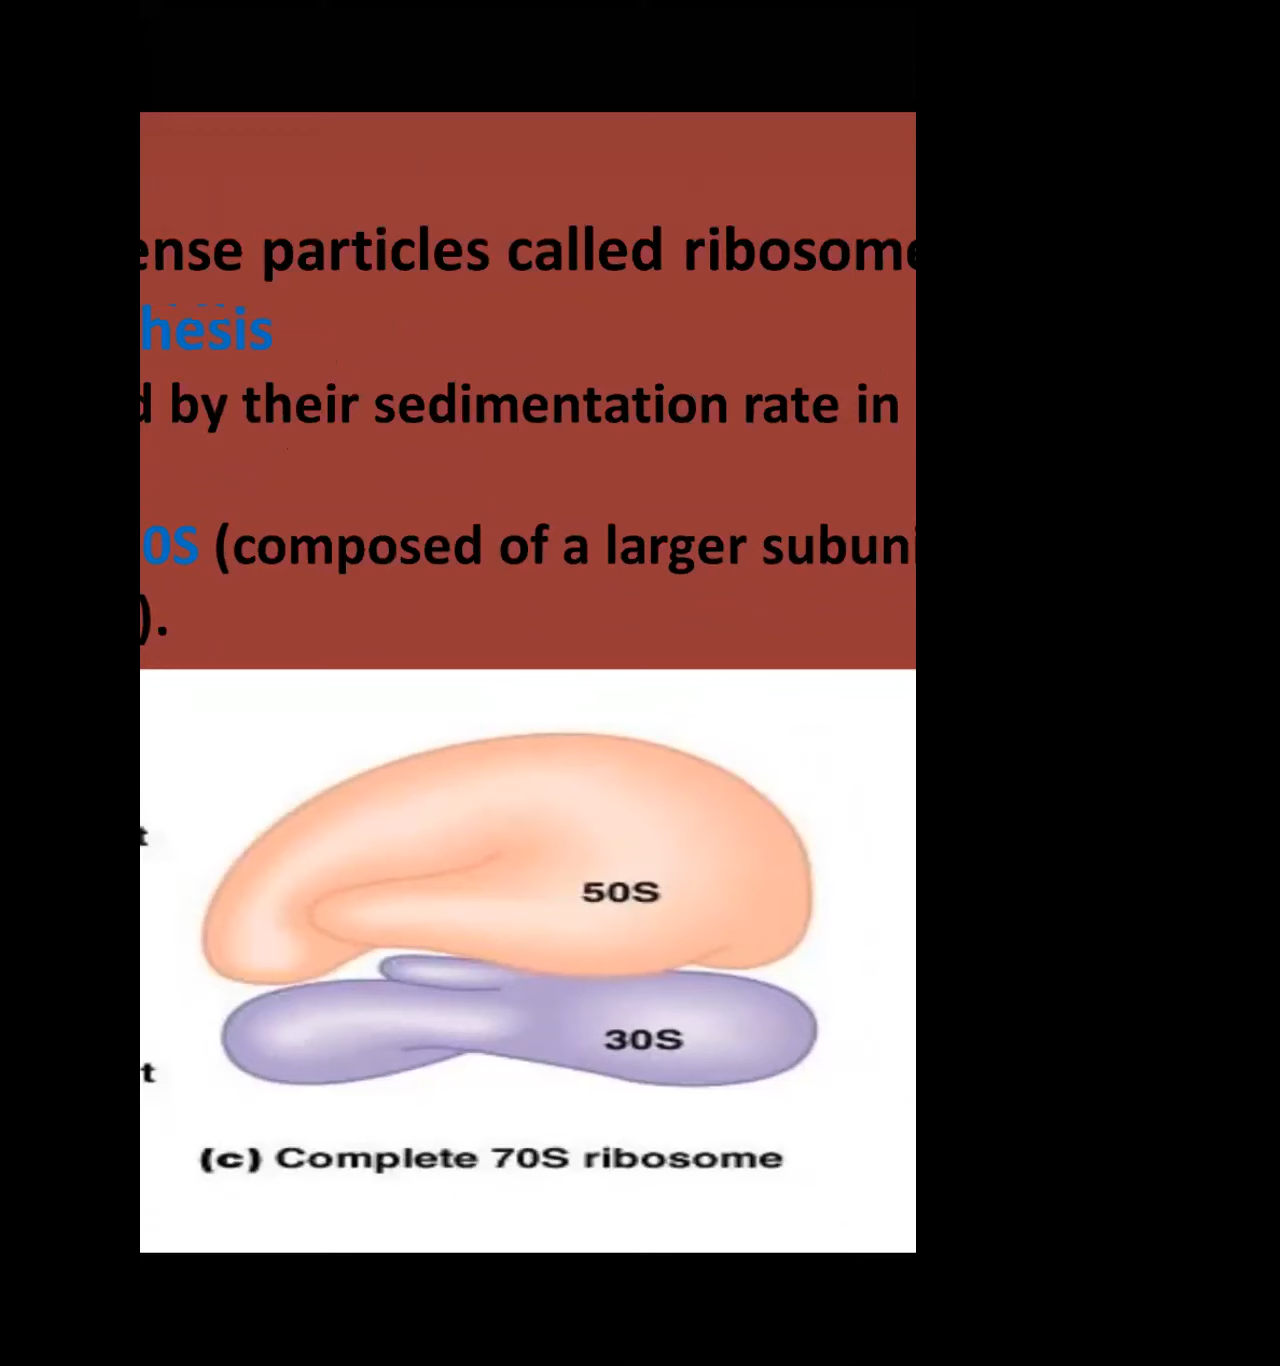 ense particles called ribosome
hesis
d by their sedimentation rate in
0S (composed of a larger subuni
).
t
50S
30S
t
(c) Complete 70S ribosome